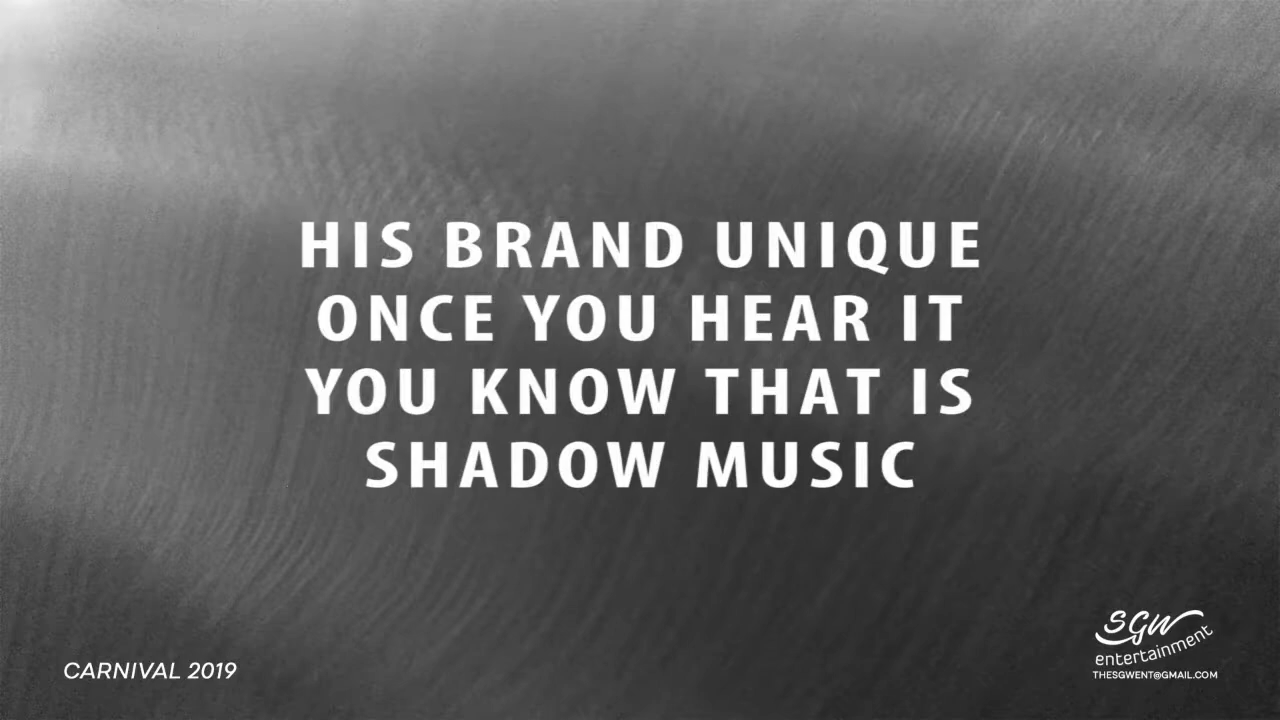 HIS BRAND UNIQUE
ONCE YOU HEAR IT
YOU KNOW THAT IS
SHADOW MUSIC
CARNIVAL 2019
SGW
entertainment
THESGWENT@GMAIL.COM